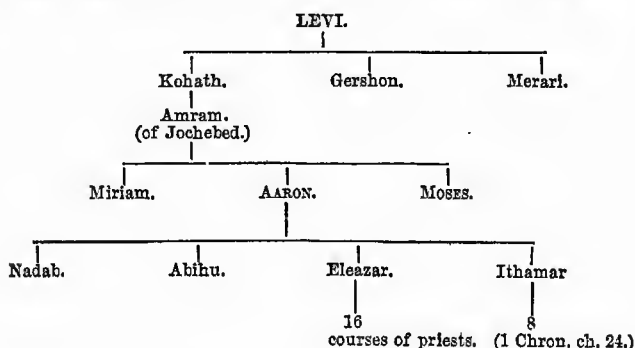 LEVI.
Kohath. Gershon. Merari.
Amram.
(of Jochebed.)
Miriam. AARON. MOSES.
Nadab. Abihu. Eleazar. Ithamar
16 8
courses of priests. (1 Chron. ch. 24.)